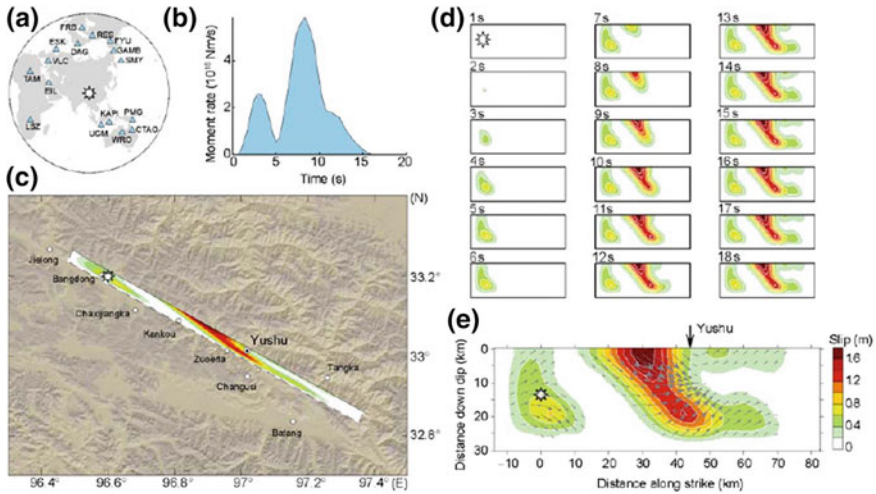 (a)
FRB
RES
ESK
DAG
FYU
GAMB
VLC
SMY
TAM
EIL
LSZ
KAPI
PMG
UGM
CTAO
WRD
(b)
Moment rate (10¹⁸ Nm/s)
4
2
0
0 5 10 15 20
Time (s)
(c)
(N)
Jielong
Bangdong
Chaxijiangka
Kankou
Yushu
Zuoerta
Changusi
Tangka
Batang
33.2°
33°
32.8°
96.4° 96.6° 96.8° 97° 97.2° 97.4° (E)
(d)
1s 7s 13s
2s 8s 14s
3s 9s 15s
4s 10s 16s
5s 11s 17s
6s 12s 18s
(e)
Yushu
Slip (m)
Distance down dip (km)
0
10
20
30
−10 0 10 20 30 40 50 60 70 80
Distance along strike (km)
1.6
1.2
0.8
0.4
0